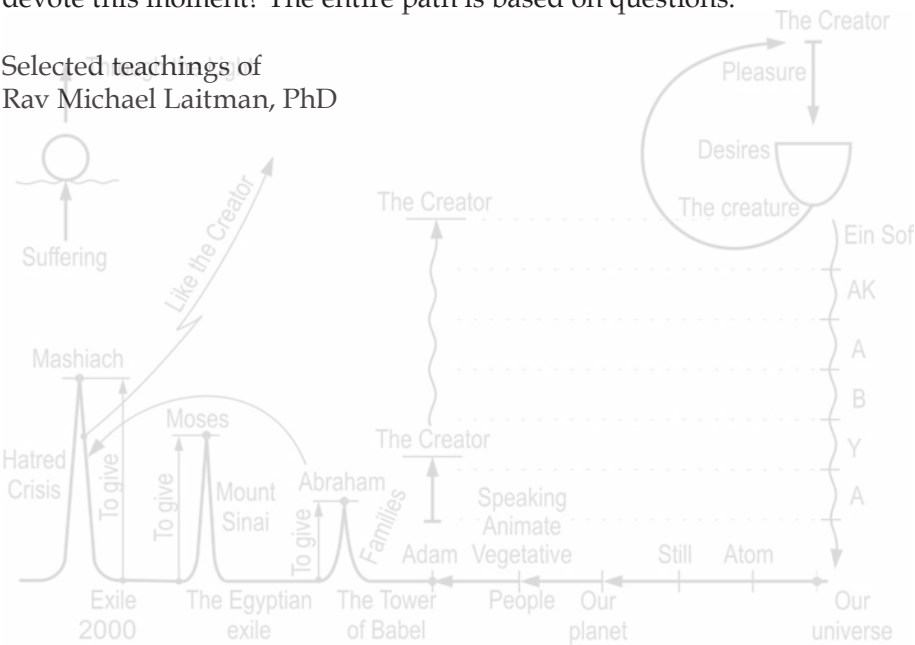 devote this moment? The entire path is based on questions.
The Creator
Selected teachings of
Through the Light
Pleasure
Rav Michael Laitman, PhD
Desires
The Creator
The creature
Like the Creator
Ein Sof
Suffering
AK
A
Mashiach
B
Moses
The Creator
Y
Hatred
Crisis
To give
To give
Mount
Sinai
Abraham
To give
Families
Speaking
Animate
Vegetative
A
Adam
Still
Atom
Exile
2000
The Egyptian
exile
The Tower
of Babel
People
Our
planet
Our
universe